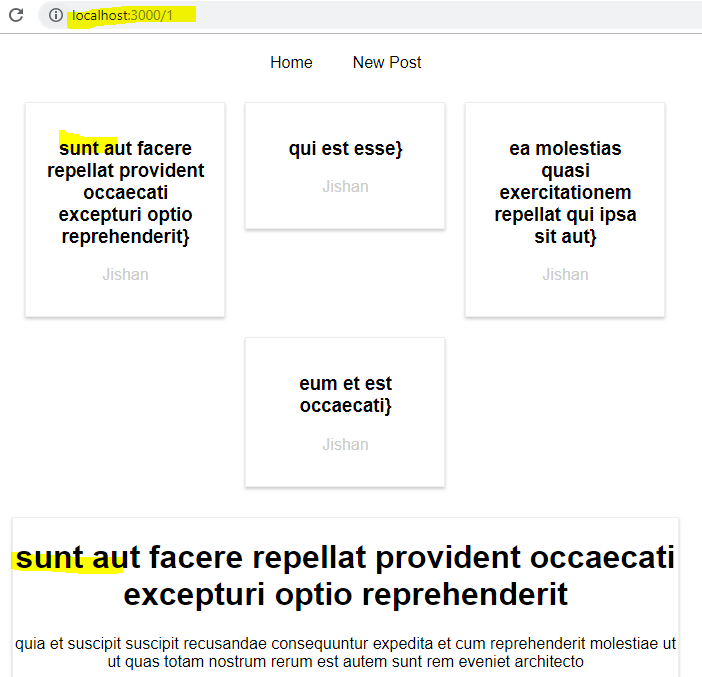 localhost:3000/1
Home New Post
sunt aut facere
repellat provident
occaecati
excepturi optio
reprehenderit}
Jishan
qui est esse}
Jishan
ea molestias
quasi
exercitationem
repellat qui ipsa
sit aut}
Jishan
eum et est
occaecati}
Jishan
sunt aut facere repellat provident occaecati
excepturi optio reprehenderit
quia et suscipit suscipit recusandae consequuntur expedita et cum reprehenderit molestiae ut
ut quas totam nostrum rerum est autem sunt rem eveniet architecto